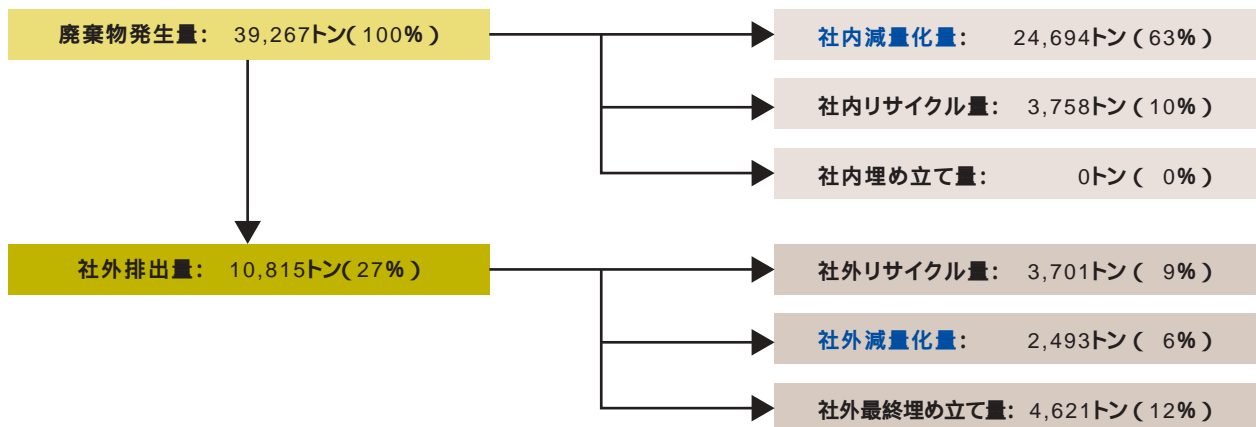 廃棄物発生量： 39,267トン（100％）
社内減量化量： 24,694トン（63％）
社内リサイクル量： 3,758トン（10％）
社内埋め立て量： 0トン（ 0％）
社外排出量： 10,815トン（27％）
社外リサイクル量： 3,701トン（ 9％）
社外減量化量： 2,493トン（ 6％）
社外最終埋め立て量： 4,621トン（12％）